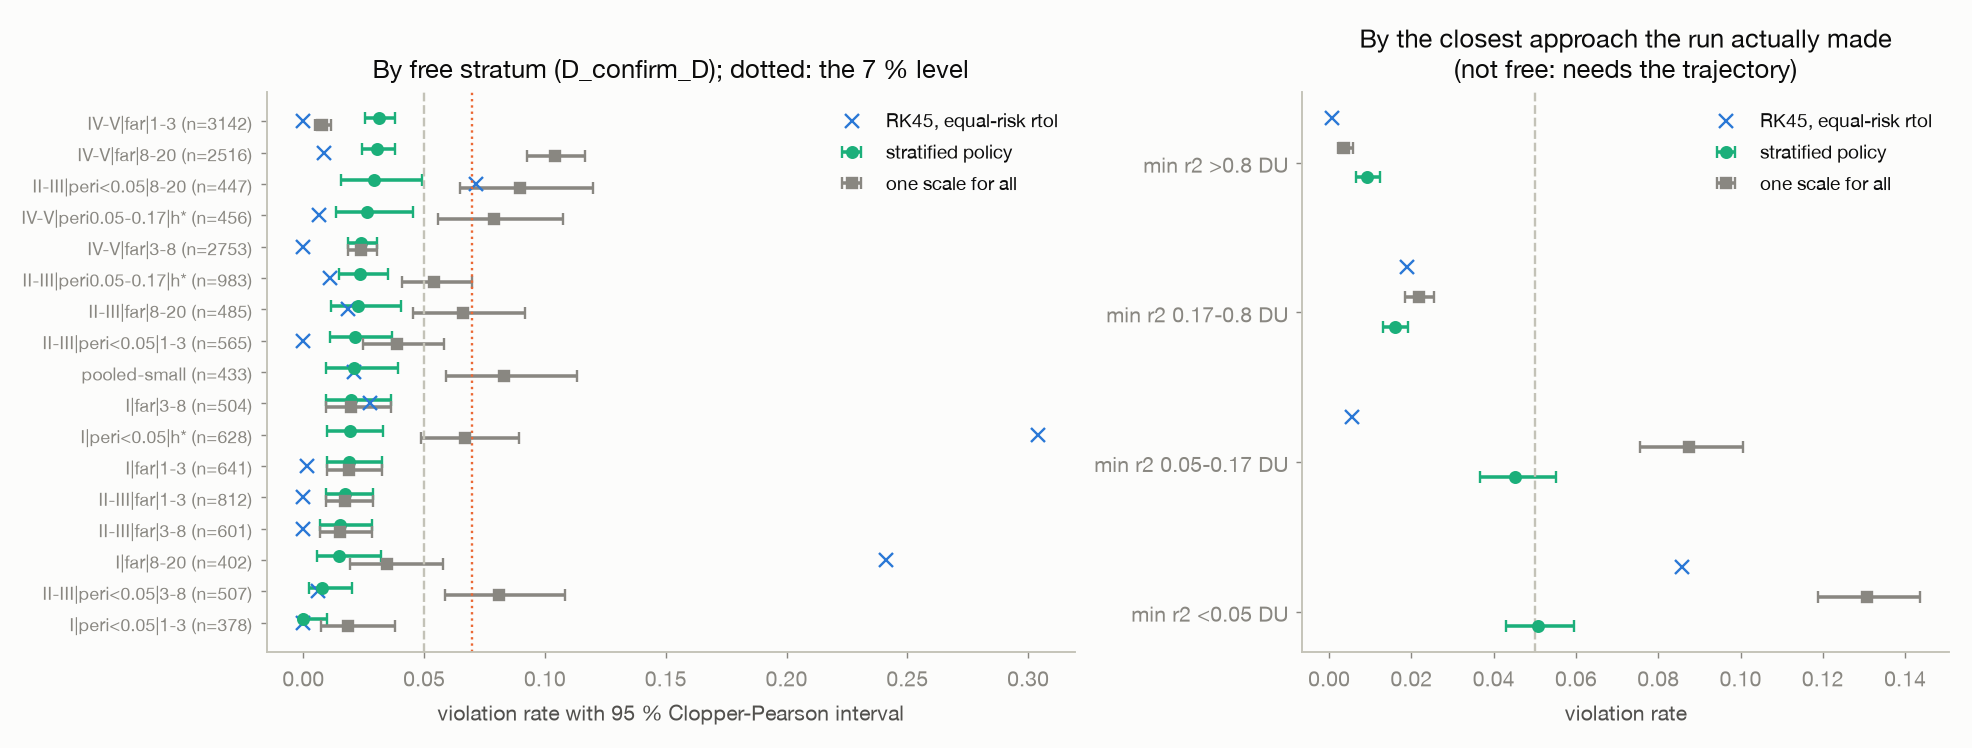 By free stratum (D_confirm_D); dotted: the 7 % level
IV-V|far|1-3 (n=3142)
IV-V|far|8-20 (n=2516)
II-III|peri<0.05|8-20 (n=447)
IV-V|peri0.05-0.17|h* (n=456)
IV-V|far|3-8 (n=2753)
II-III|peri0.05-0.17|h* (n=983)
II-III|far|8-20 (n=485)
II-III|peri<0.05|1-3 (n=565)
pooled-small (n=433)
I|far|3-8 (n=504)
I|peri<0.05|h* (n=628)
I|far|1-3 (n=641)
II-III|far|1-3 (n=812)
II-III|far|3-8 (n=601)
I|far|8-20 (n=402)
II-III|peri<0.05|3-8 (n=507)
I|peri<0.05|1-3 (n=378)
RK45, equal-risk rtol
stratified policy
one scale for all
0.00 0.05 0.10 0.15 0.20 0.25 0.30
violation rate with 95 % Clopper-Pearson interval
By the closest approach the run actually made
(not free: needs the trajectory)
min r2 >0.8 DU
min r2 0.17-0.8 DU
min r2 0.05-0.17 DU
min r2 <0.05 DU
RK45, equal-risk rtol
stratified policy
one scale for all
0.00 0.02 0.04 0.06 0.08 0.10 0.12 0.14
violation rate